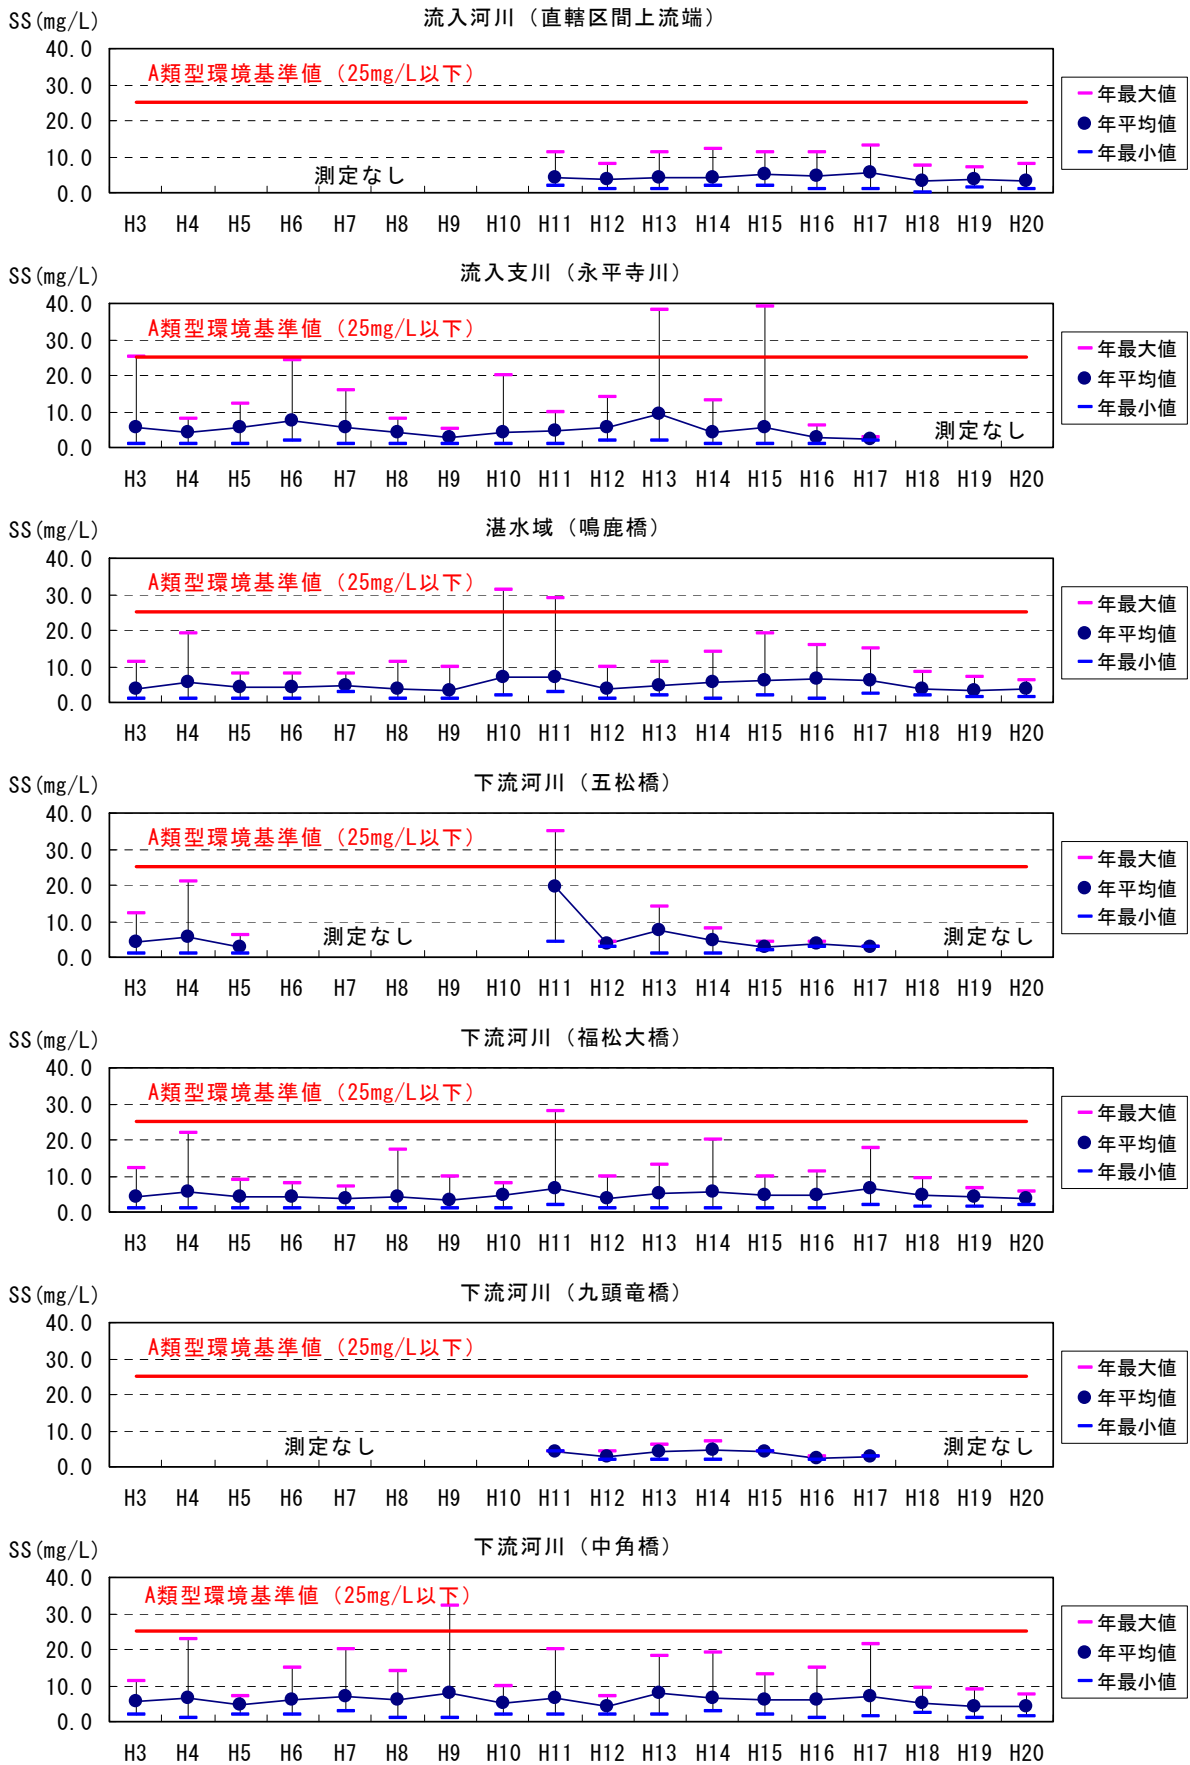 流入河川（直轄区間上流端）
SS(mg/L)
40.0
30.0
20.0
10.0
0.0
A類型環境基準値（25mg/L以下）
測定なし
H3 H4 H5 H6 H7 H8 H9 H10 H11 H12 H13 H14 H15 H16 H17 H18 H19 H20
年最大値
年平均値
年最小値
流入支川（永平寺川）
SS(mg/L)
40.0
30.0
20.0
10.0
0.0
A類型環境基準値（25mg/L以下）
測定なし
H3 H4 H5 H6 H7 H8 H9 H10 H11 H12 H13 H14 H15 H16 H17 H18 H19 H20
年最大値
年平均値
年最小値
湛水域（鳴鹿橋）
SS(mg/L)
40.0
30.0
20.0
10.0
0.0
A類型環境基準値（25mg/L以下）
H3 H4 H5 H6 H7 H8 H9 H10 H11 H12 H13 H14 H15 H16 H17 H18 H19 H20
年最大値
年平均値
年最小値
下流河川（五松橋）
SS(mg/L)
40.0
30.0
20.0
10.0
0.0
A類型環境基準値（25mg/L以下）
測定なし 測定なし
H3 H4 H5 H6 H7 H8 H9 H10 H11 H12 H13 H14 H15 H16 H17 H18 H19 H20
年最大値
年平均値
年最小値
下流河川（福松大橋）
SS(mg/L)
40.0
30.0
20.0
10.0
0.0
A類型環境基準値（25mg/L以下）
H3 H4 H5 H6 H7 H8 H9 H10 H11 H12 H13 H14 H15 H16 H17 H18 H19 H20
年最大値
年平均値
年最小値
下流河川（九頭竜橋）
SS(mg/L)
40.0
30.0
20.0
10.0
0.0
A類型環境基準値（25mg/L以下）
測定なし 測定なし
H3 H4 H5 H6 H7 H8 H9 H10 H11 H12 H13 H14 H15 H16 H17 H18 H19 H20
年最大値
年平均値
年最小値
下流河川（中角橋）
SS(mg/L)
40.0
30.0
20.0
10.0
0.0
A類型環境基準値（25mg/L以下）
H3 H4 H5 H6 H7 H8 H9 H10 H11 H12 H13 H14 H15 H16 H17 H18 H19 H20
年最大値
年平均値
年最小値